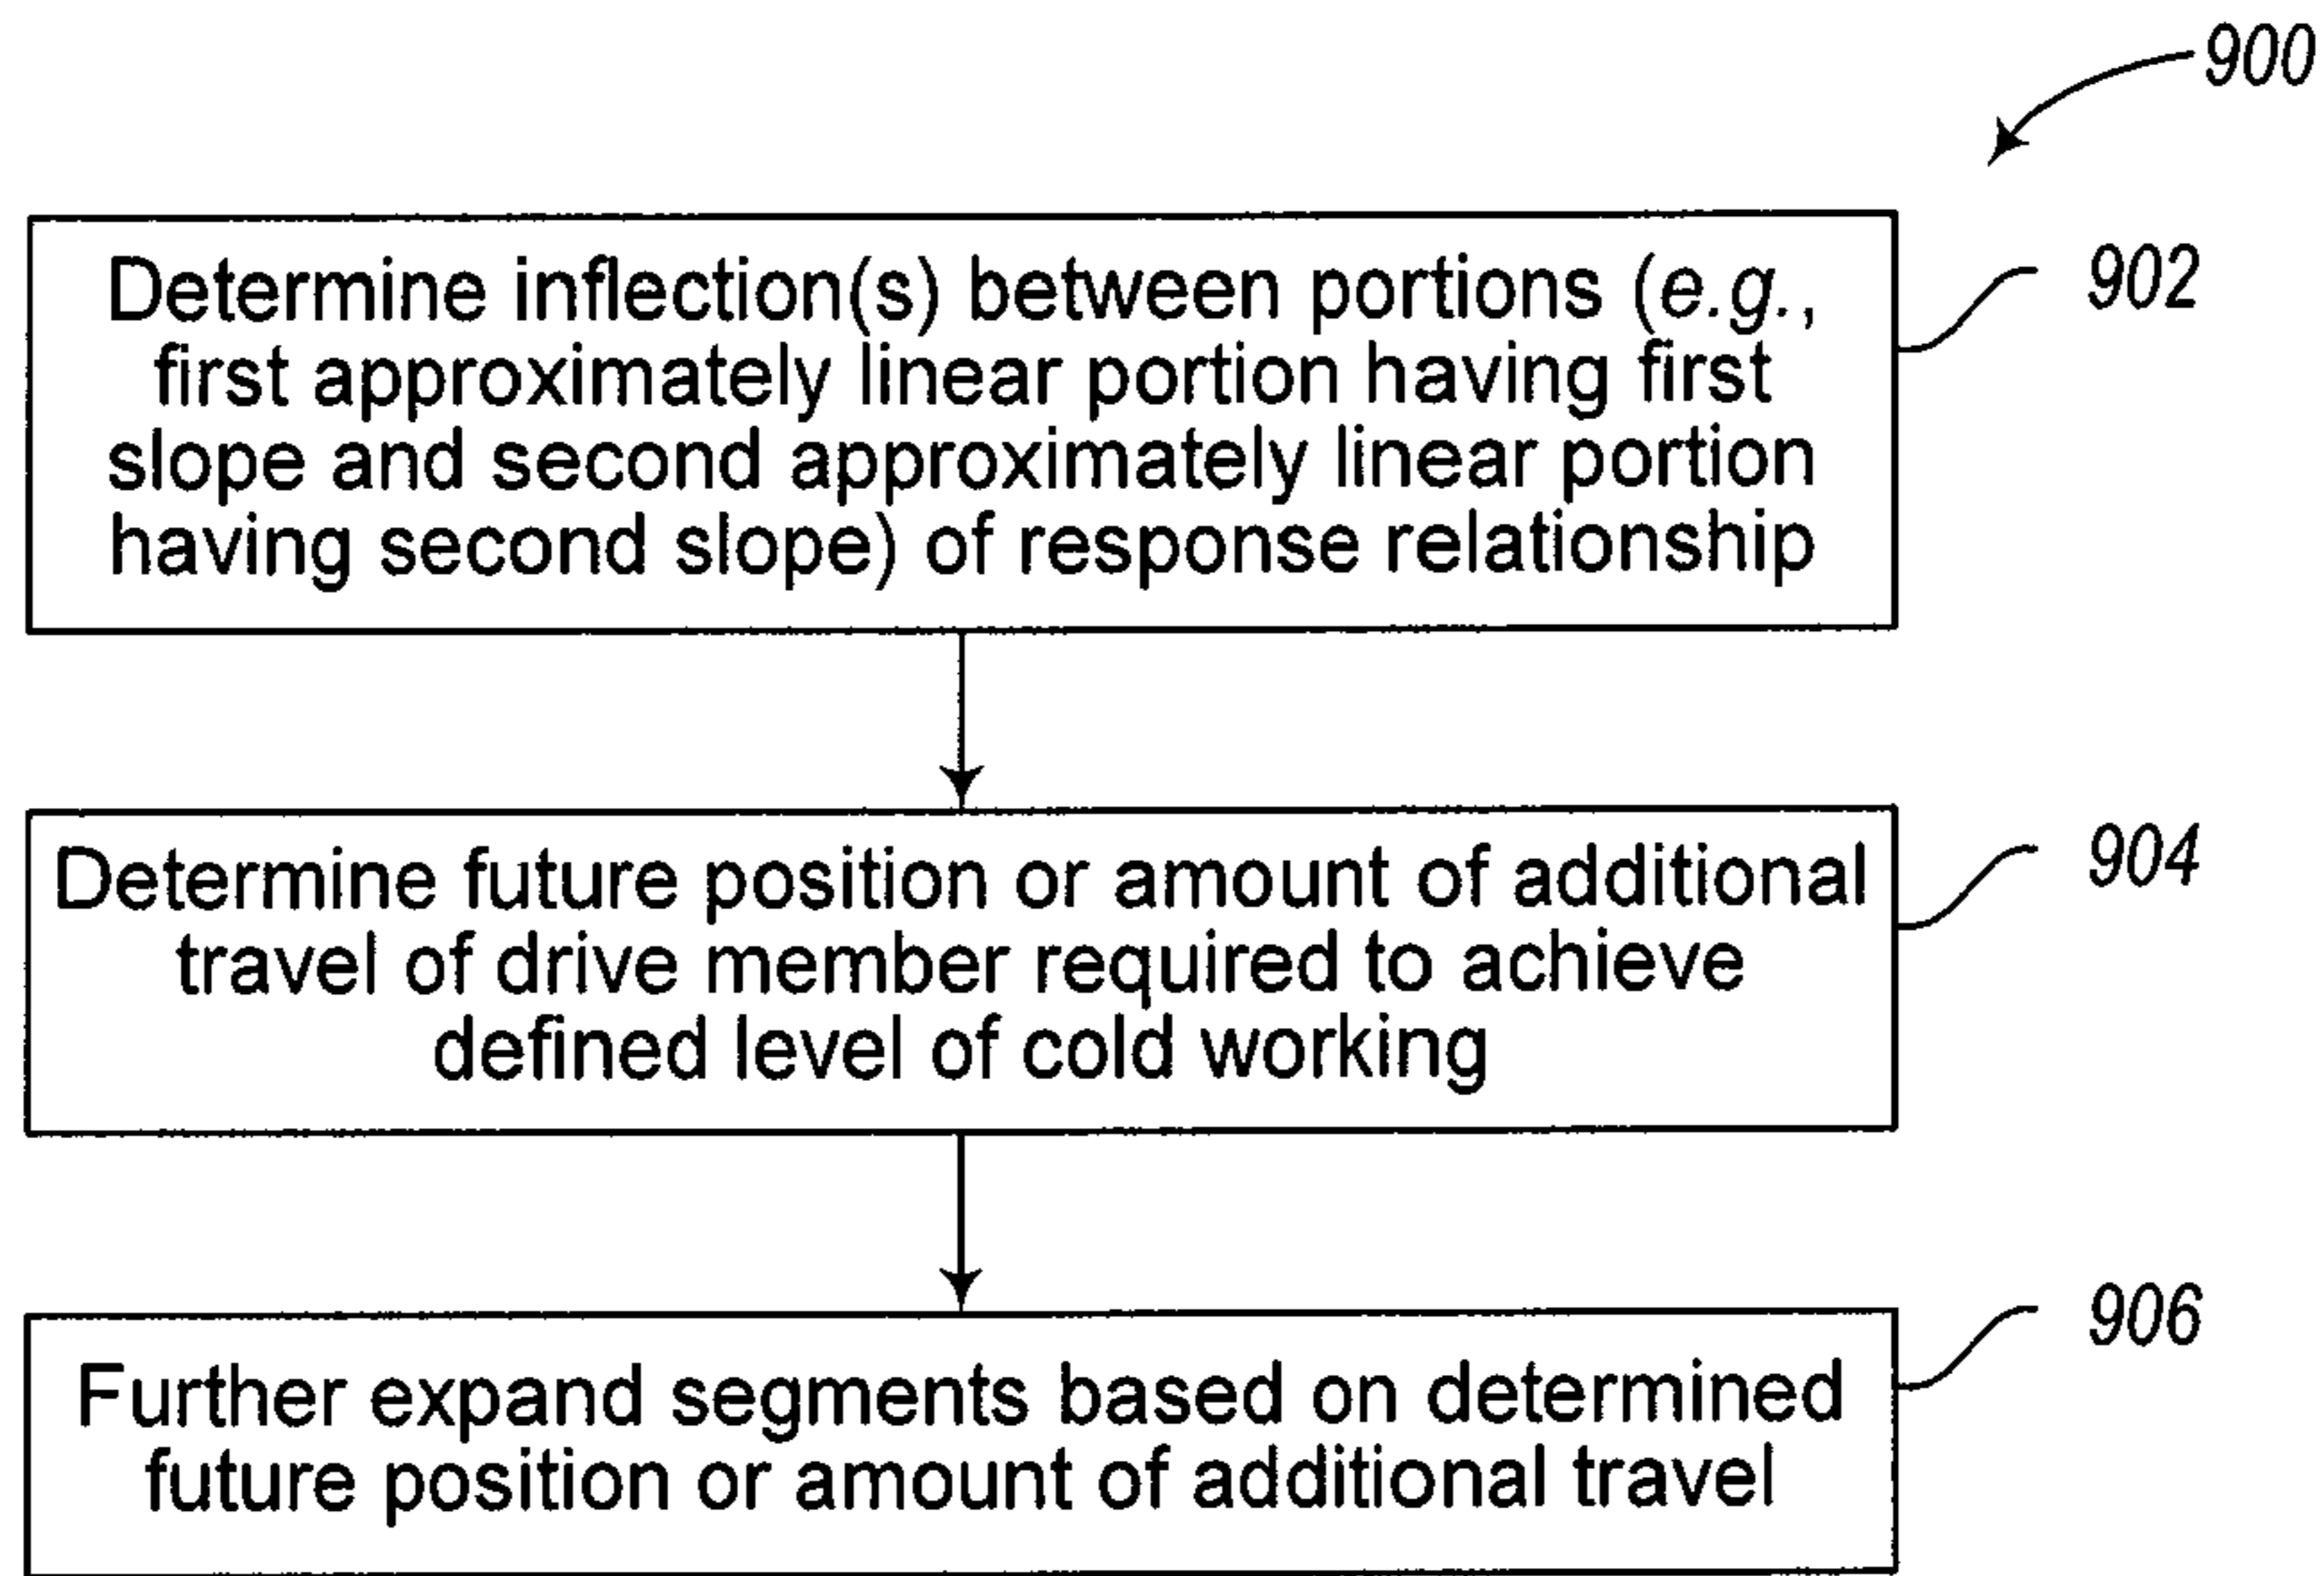 900
Determine inflection(s) between portions (e.g.,
first approximately linear portion having first
slope and second approximately linear portion
having second slope) of response relationship
902
Determine future position or amount of additional
travel of drive member required to achieve
defined level of cold working
904
Further expand segments based on determined
future position or amount of additional travel
906